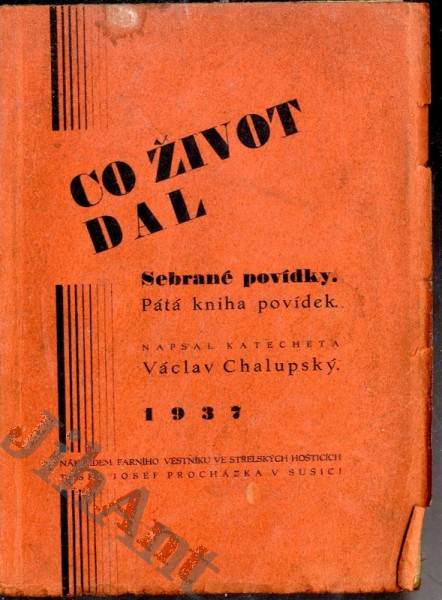 CO ŽIVOT
DAL
Sebrané povídky.
Pátá kniha povídek.
NAPSAL KATECHETA
Václav Chalupský.
1937
NÁKLADEM FARNÍHO VĚSTNÍKU VE STŘELSKÝCH HOŠTICÍCH
JOSEF PROCHÁZKA V SUŠICI
JihAnt